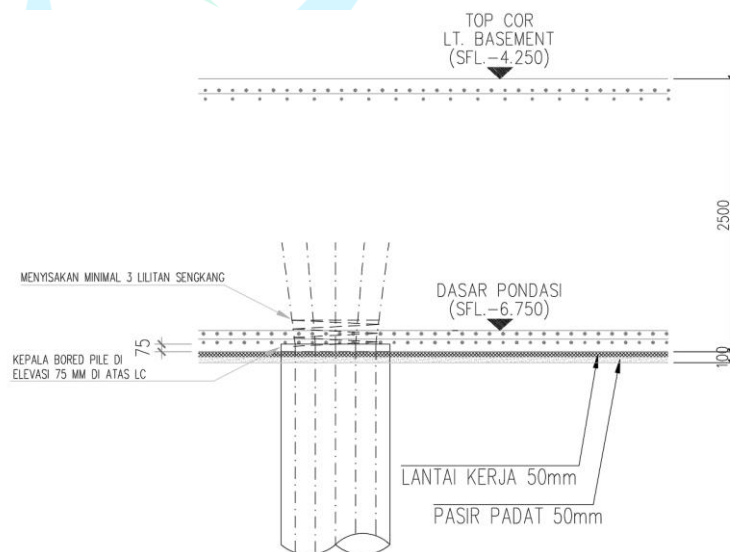 TOP COR
LT. BASEMENT
(SFL.-4.250)
2500
MENYISAKAN MINIMAL 3 LILITAN SENGKANG
DASAR PONDASI
(SFL.-6.750)
75
KEPALA BORED PILE DI
ELEVASI 75 MM DI ATAS LC
100
LANTAI KERJA 50mm
PASIR PADAT 50mm